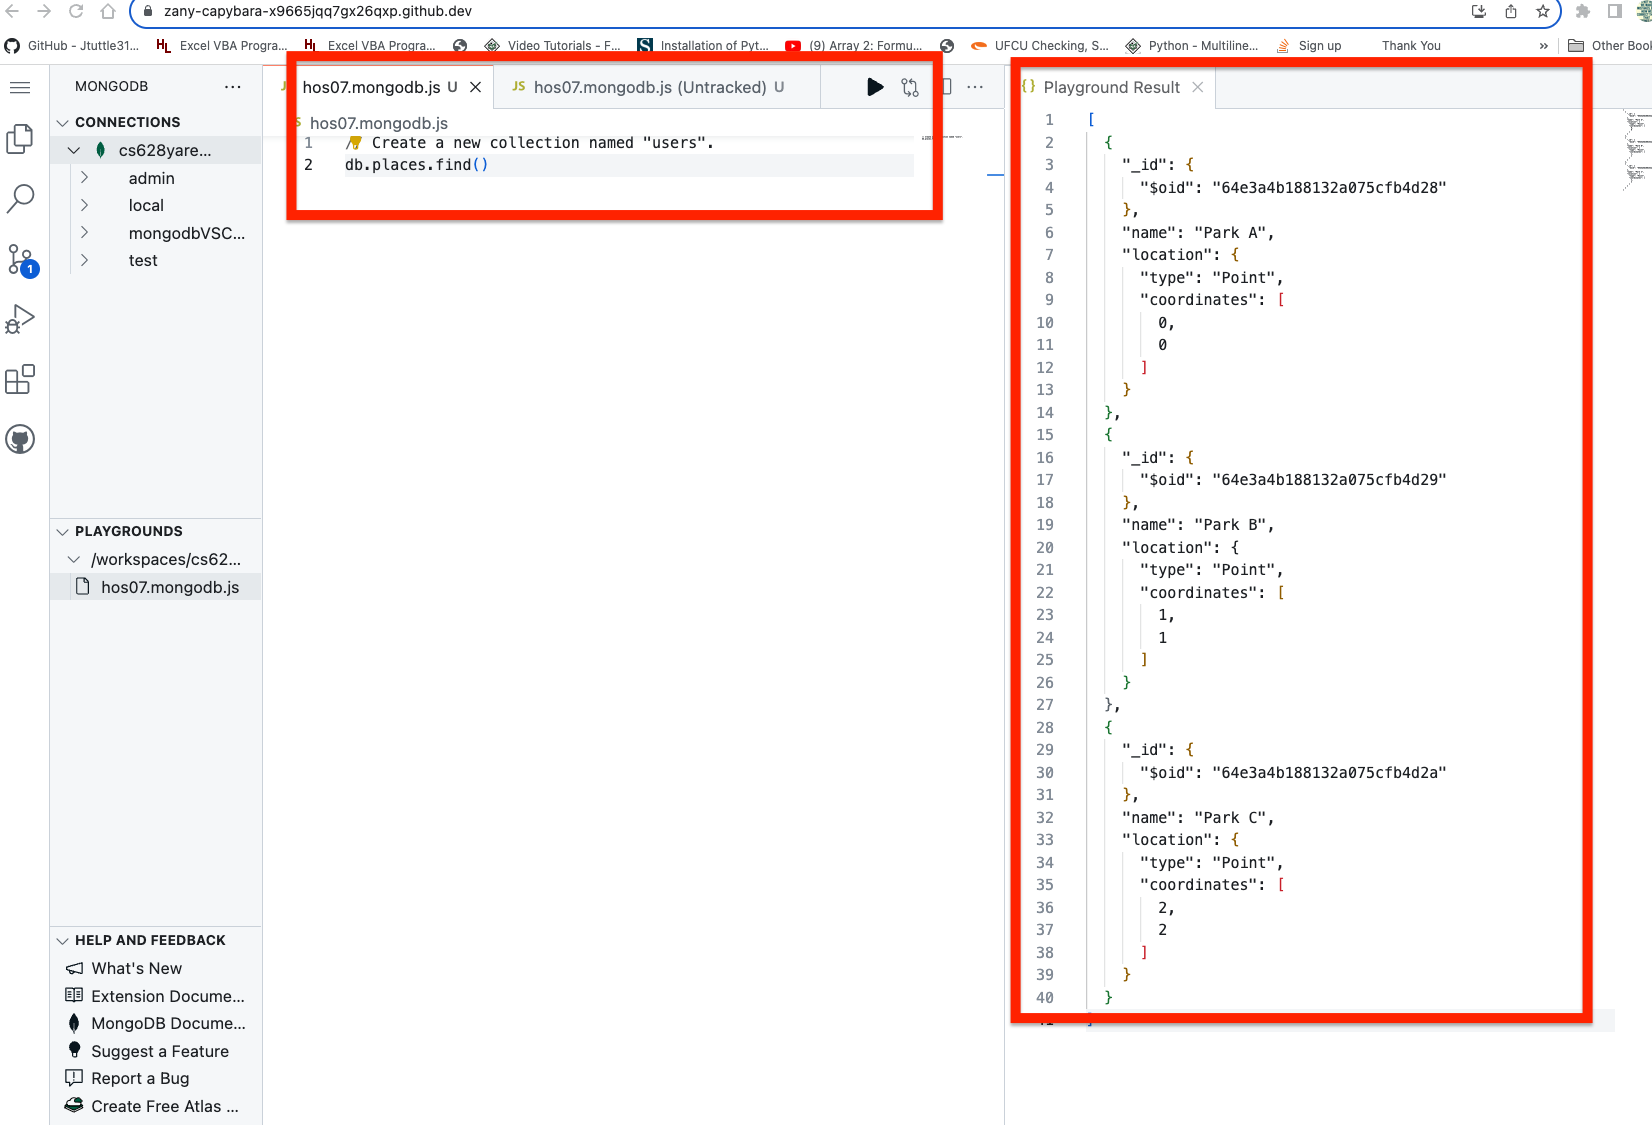 zany-capybara-x9665jqq7gx26qxp.github.dev
GitHub - Jtuttle31... Excel VBA Progra... Excel VBA Progra... Video Tutorials - F... Installation of Pyt... (9) Array 2: Formu... UFCU Checking, S... Python - Multiline... Sign up Thank You » Other Book
MONGODB ...
CONNECTIONS
cs628yare...
admin
local
mongodbVSC...
test
PLAYGROUNDS
/workspaces/cs62...
hos07.mongodb.js
HELP AND FEEDBACK
What's New
Extension Docume...
MongoDB Docume...
Suggest a Feature
Report a Bug
Create Free Atlas ...
1
hos07.mongodb.js U JS hos07.mongodb.js (Untracked) U ...
hos07.mongodb.js
1 / Create a new collection named "users".
2 db.places.find()
{} Playground Result
1 [
2 {
3 "_id": {
4 "$oid": "64e3a4b188132a075cfb4d28"
5 },
6 "name": "Park A",
7 "location": {
8 "type": "Point",
9 "coordinates": [
10 0,
11 0
12 ]
13 }
14 },
15 {
16 "_id": {
17 "$oid": "64e3a4b188132a075cfb4d29"
18 },
19 "name": "Park B",
20 "location": {
21 "type": "Point",
22 "coordinates": [
23 1,
24 1
25 ]
26 }
27 },
28 {
29 "_id": {
30 "$oid": "64e3a4b188132a075cfb4d2a"
31 },
32 "name": "Park C",
33 "location": {
34 "type": "Point",
35 "coordinates": [
36 2,
37 2
38 ]
39 }
40 }